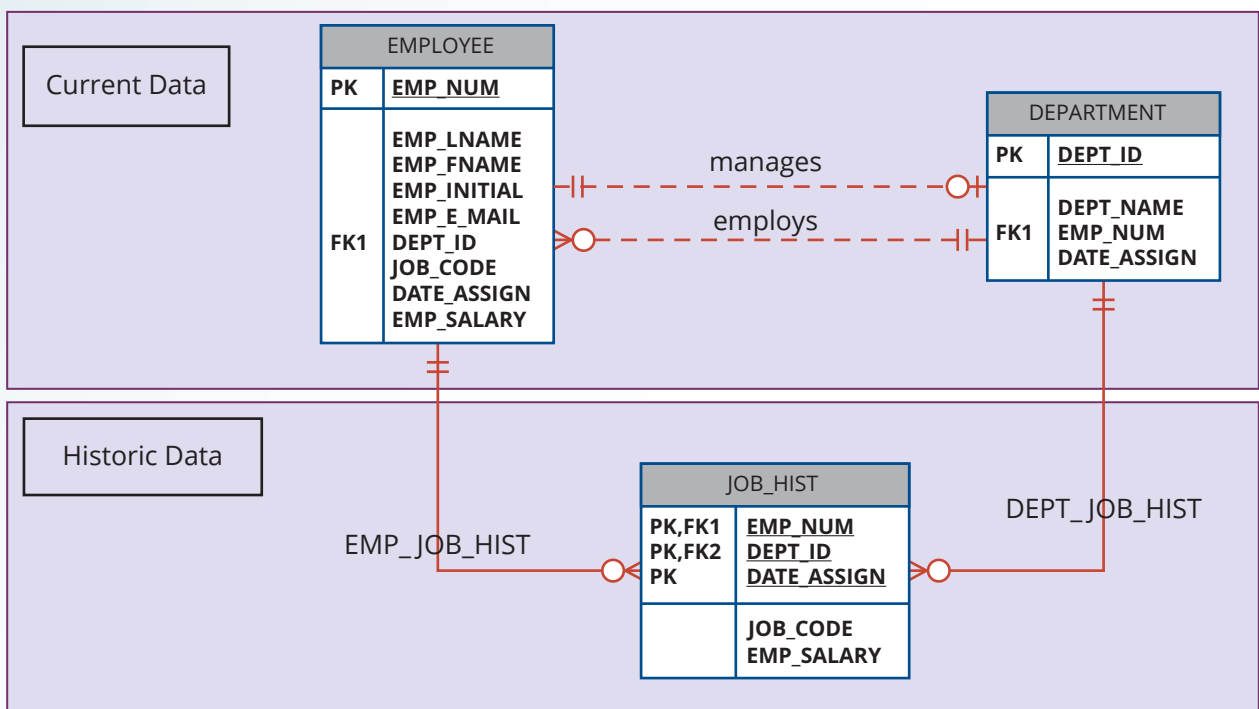 Current Data
EMPLOYEE
PK EMP_NUM
EMP_LNAME
EMP_FNAME
EMP_INITIAL
EMP_E_MAIL
FK1 DEPT_ID
JOB_CODE
DATE_ASSIGN
EMP_SALARY
manages
employs
DEPARTMENT
PK DEPT_ID
DEPT_NAME
FK1 EMP_NUM
DATE_ASSIGN
Historic Data
EMP_JOB_HIST
JOB_HIST
PK,FK1 EMP_NUM
PK,FK2 DEPT_ID
PK DATE_ASSIGN
JOB_CODE
EMP_SALARY
DEPT_JOB_HIST